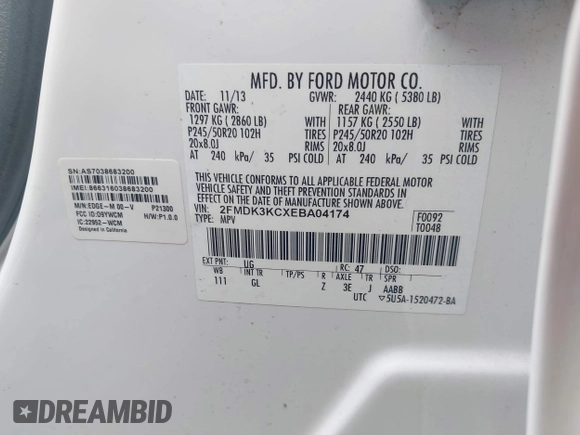 MFD. BY FORD MOTOR CO.
DATE: 11/13 GVWR: 2440 KG ( 5380 LB)
FRONT GAWR: REAR GAWR:
1297 KG ( 2860 LB) WITH 1157 KG ( 2550 LB) WITH
P245/50R20 102H TIRES P245/50R20 102H TIRES
20x8.0J RIMS 20x8.0J RIMS
AT 240 kPa/ 35 PSI COLD AT 240 kPa/ 35 PSI COLD
THIS VEHICLE CONFORMS TO ALL APPLICABLE FEDERAL
MOTOR VEHICLE SAFETY AND THEFT PREVENTION STANDARDS
IN EFFECT ON THE DATE OF MANUFACTURE SHOWN ABOVE.
VIN: 2FMDK3KCXEBA04174 F0092
TYPE: MPV T0048
EXT PNT: UG RC: 47 DSO:
WB INT TR TP/PS R AXLE TR SPR
111 GL Z 3E J AABB
UTC ▽5U5A-1520472-BA
SN: AS7038683200
IMEI:866316038683200
M/N:EDGE-M 00-V P21300
FCC ID:O9YWCM H/W:P1.0.0
IC:22952-WCM
Designed in California
DREAMBID